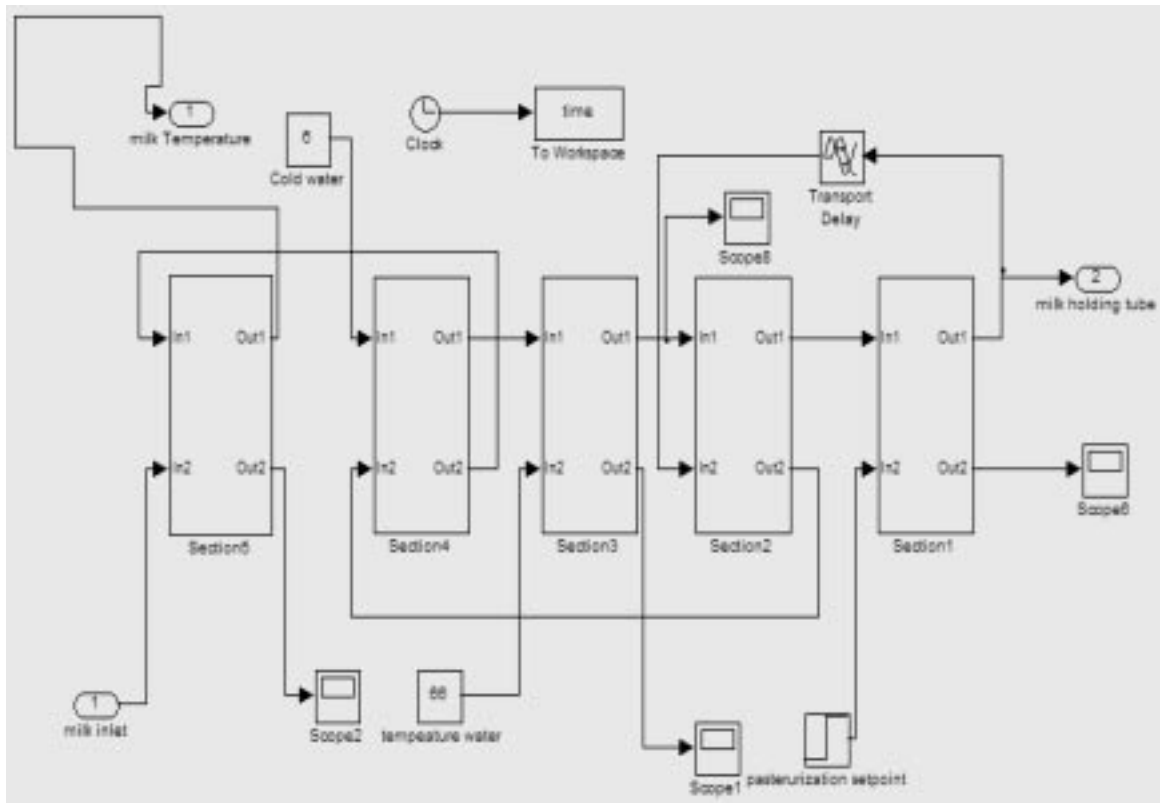 1
milk Temperature
6
Cold water
Clock
time
To Workspace
Transport
Delay
Scope8
2
milk holding tube
In1
Out1
In2
Out2
Section5
In1
Out1
In2
Out2
Section4
In1
Out1
In2
Out2
Section3
In1
Out1
In2
Out2
Section2
In1
Out1
In2
Out2
Section1
Scope6
1
milk inlet
Scope2
66
tempeature water
Scope1
pasterurization setpoint